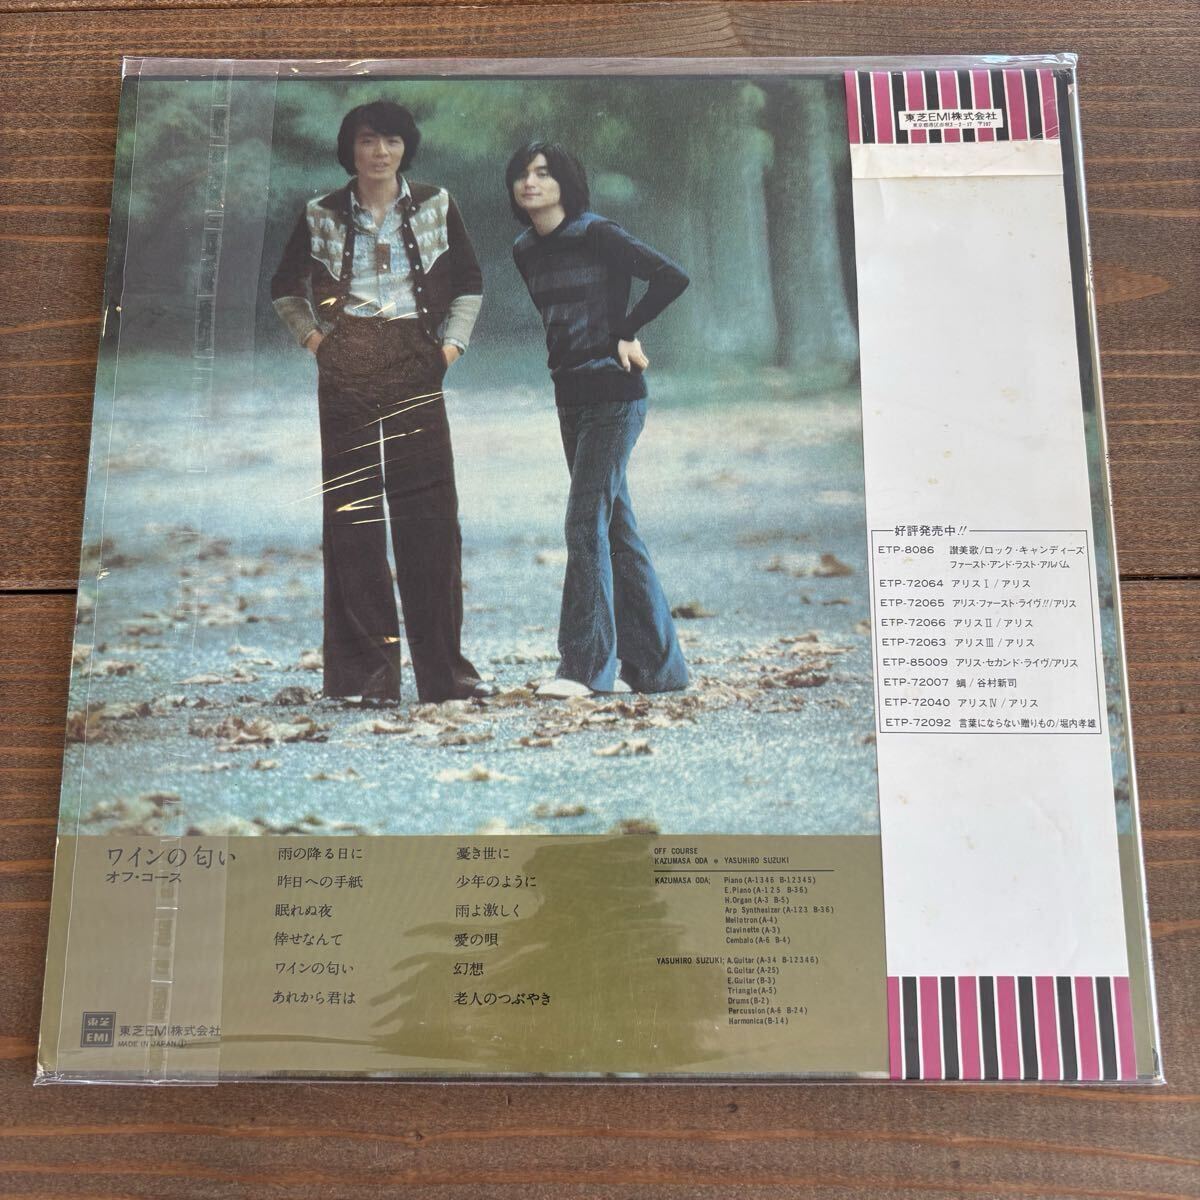 東芝EMI株式会社
東京都港区赤坂2-2-17 〒107
好評発売中!!
ETP-8086 讃美歌/ロック・キャンディーズ
ファースト・アンド・ラスト・アルバム
ETP-72064 アリスⅠ/アリス
ETP-72065 アリス・ファースト・ライヴ!!/アリス
ETP-72066 アリスⅡ/アリス
ETP-72063 アリスⅢ/アリス
ETP-85009 アリス・セカンド・ライヴ/アリス
ETP-72007 蝸/谷村新司
ETP-72040 アリスⅣ/アリス
ETP-72092 言葉にならない贈りもの/堀内孝雄
ワインの匂い
オフ・コース
雨の降る日に
昨日への手紙
眠れぬ夜
倖せなんて
ワインの匂い
あれから君は
憂き世に
少年のように
雨よ激しく
愛の唄
幻想
老人のつぶやき
OFF COURSE
KAZUMASA ODA ● YASUHIRO SUZUKI
KAZUMASA ODA; Piano(A-1346 B-12345)
E.Piano(A-125 B-36)
H.Organ(A-3 B-5)
Arp Synthesizer(A-123 B-36)
Mellotron(A-4)
Clavinette(A-3)
Cembalo(A-6 B-4)
YASUHIRO SUZUKI; A.Guitar(A-34 B-12346)
G.Guitar(A-25)
E.Guitar(B-3)
Triangle(A-5)
Drums(B-2)
Percussion(A-6 B-24)
Harmonica(B-14)
東芝
EMI
東芝EMI株式会社
MADE IN JAPAN